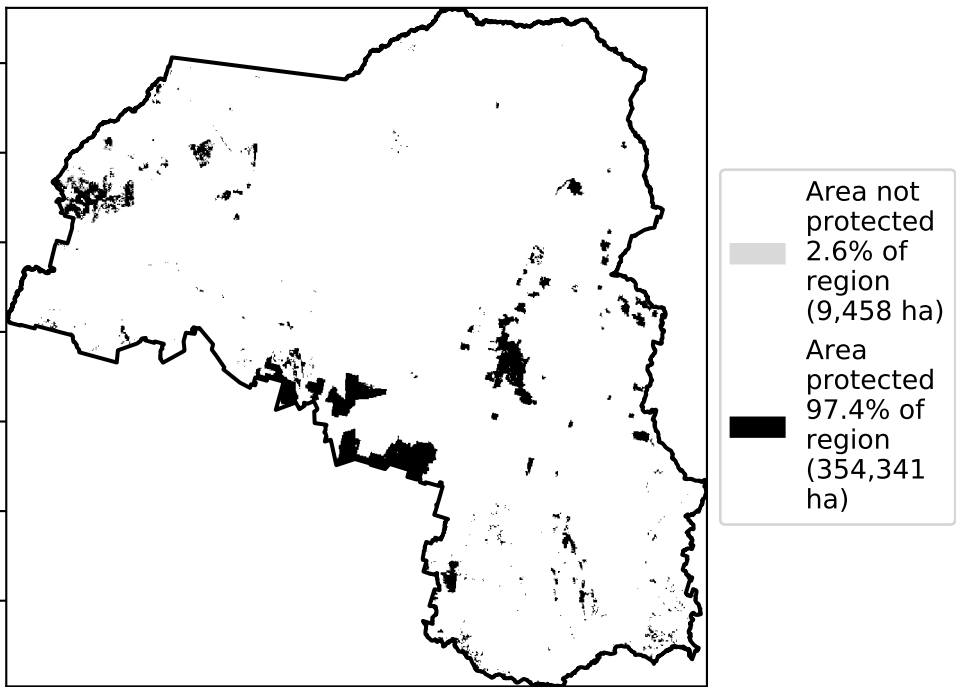 Area not
protected
2.6% of
region
(9,458 ha)
Area
protected
97.4% of
region
(354,341
ha)